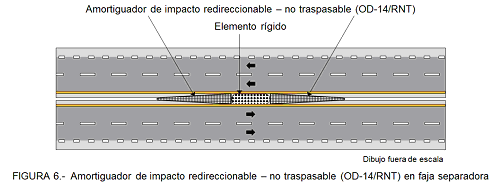 Amortiguador de impacto redireccionable – no traspasable (OD-14/RNT)
Elemento rígido
Dibujo fuera de escala
FIGURA 6.- Amortiguador de impacto redireccionable – no traspasable (OD-14/RNT) en faja separadora